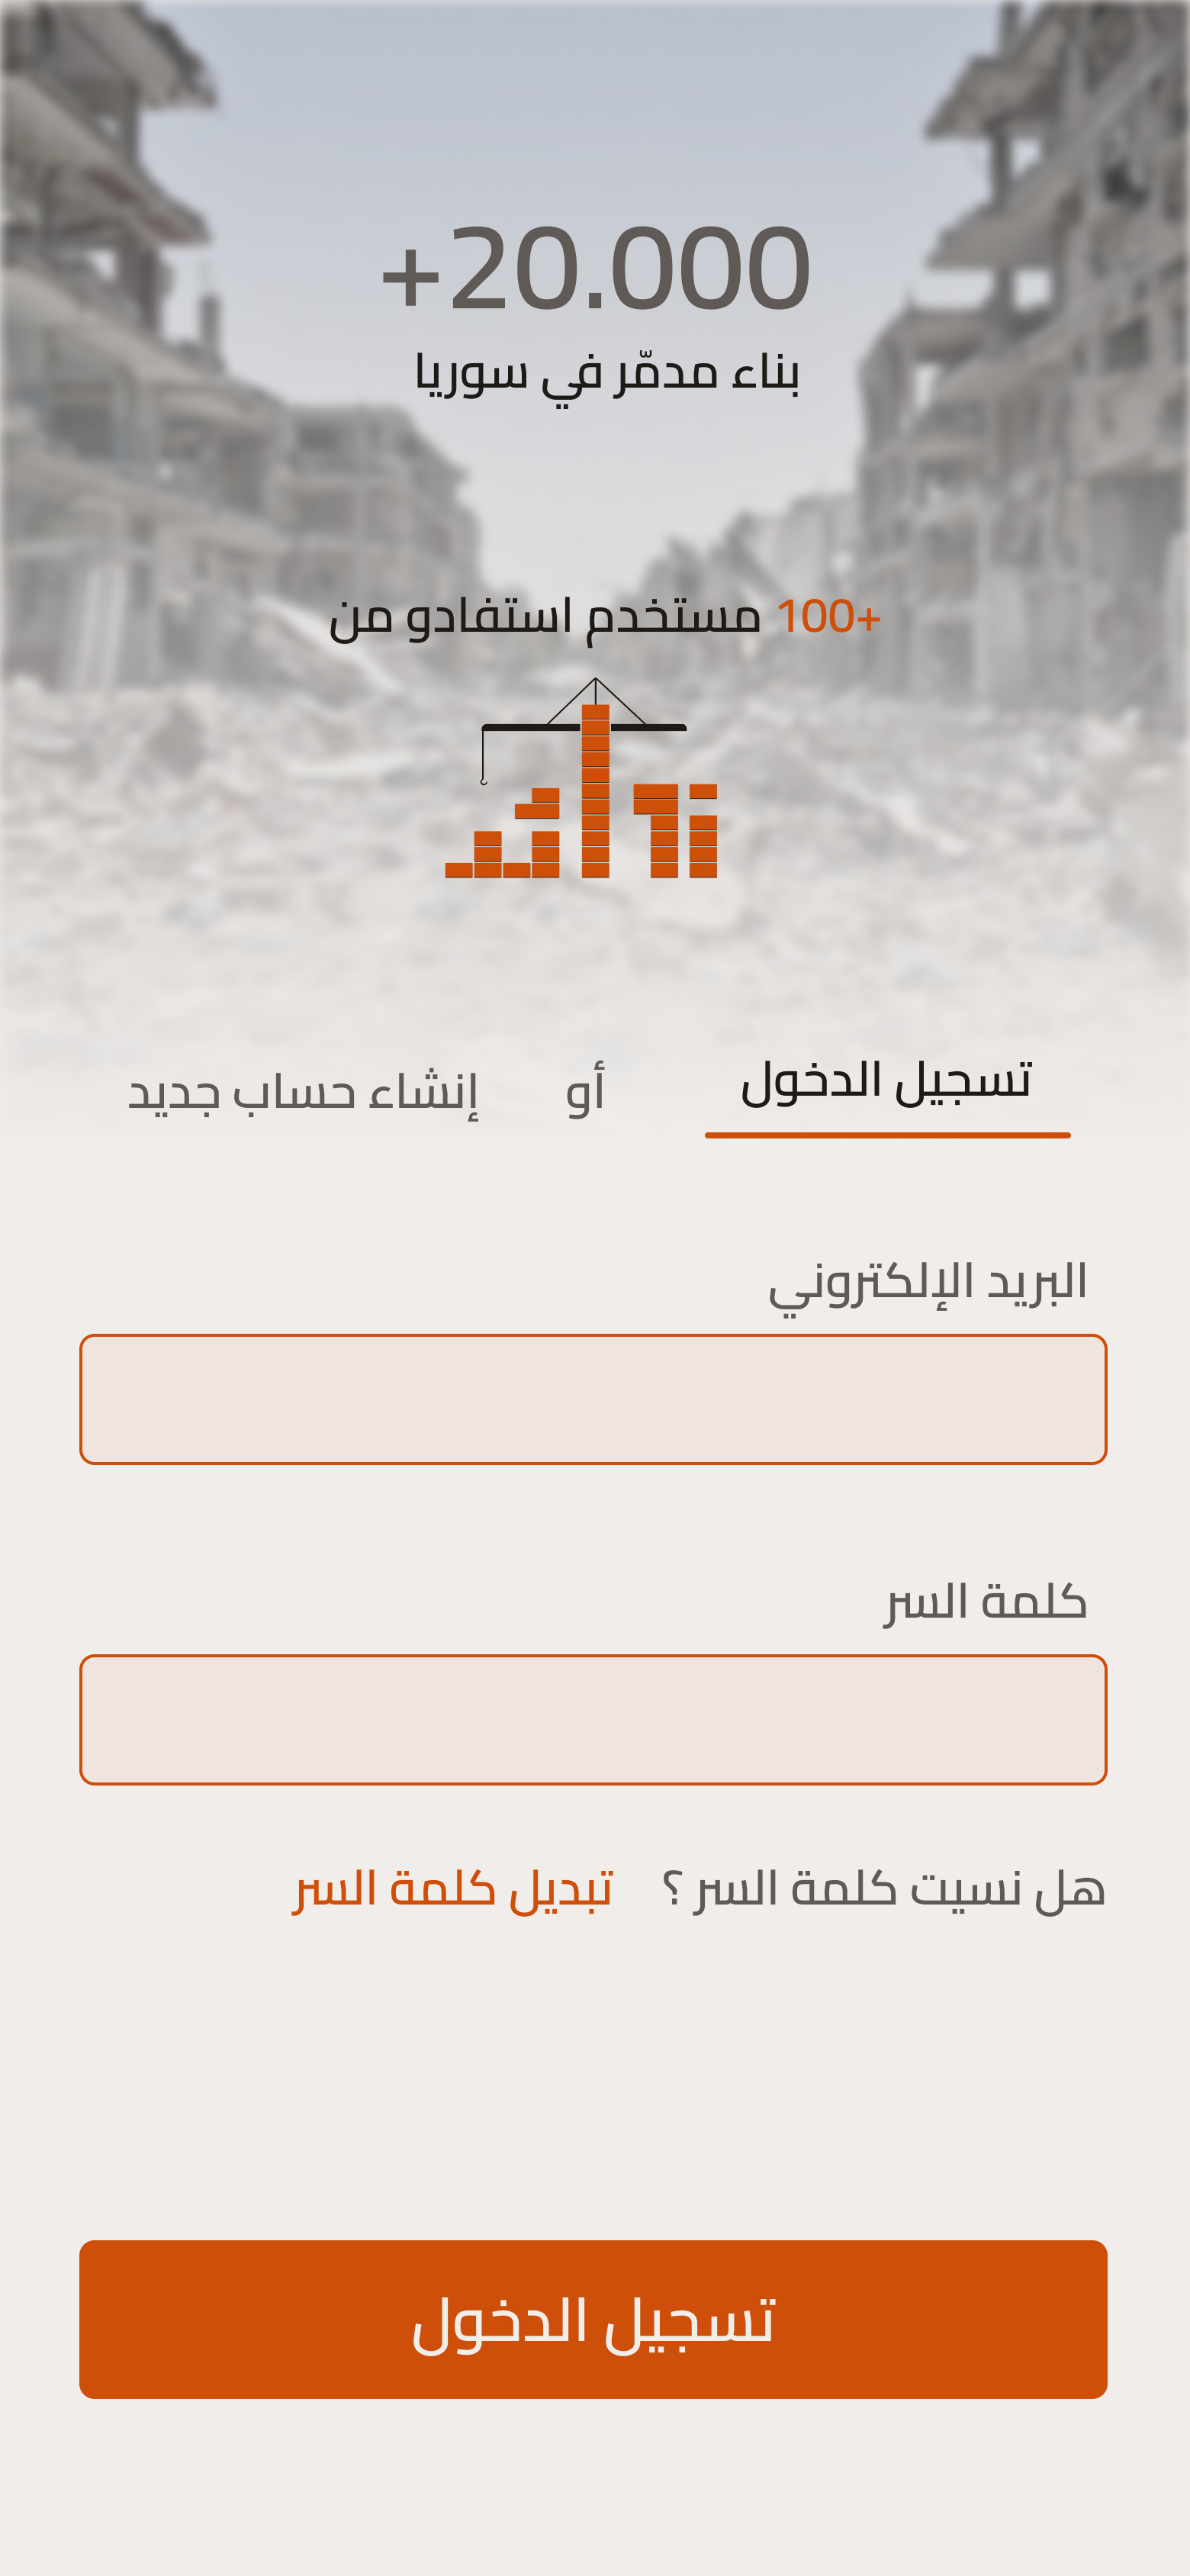 +20.000
بناء مدمّر في سوريا
+100 مستخدم استفادو من
تسجيل الدخول
أو
إنشاء حساب جديد
البريد الإلكتروني
كلمة السر
هل نسيت كلمة السر ؟ تبديل كلمة السر
تسجيل الدخول